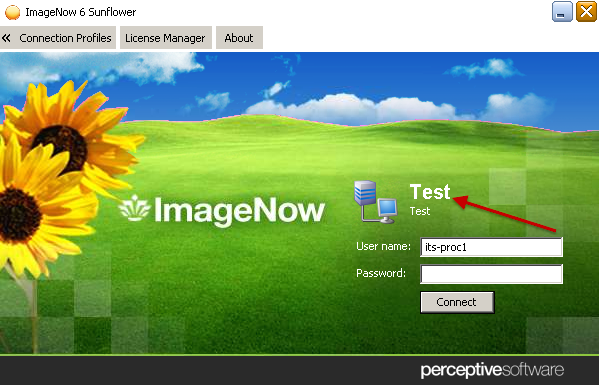 ImageNow 6 Sunflower
« Connection Profiles License Manager About
ImageNow
Test
Test
User name: its-proc1
Password:
Connect
perceptivesoftware